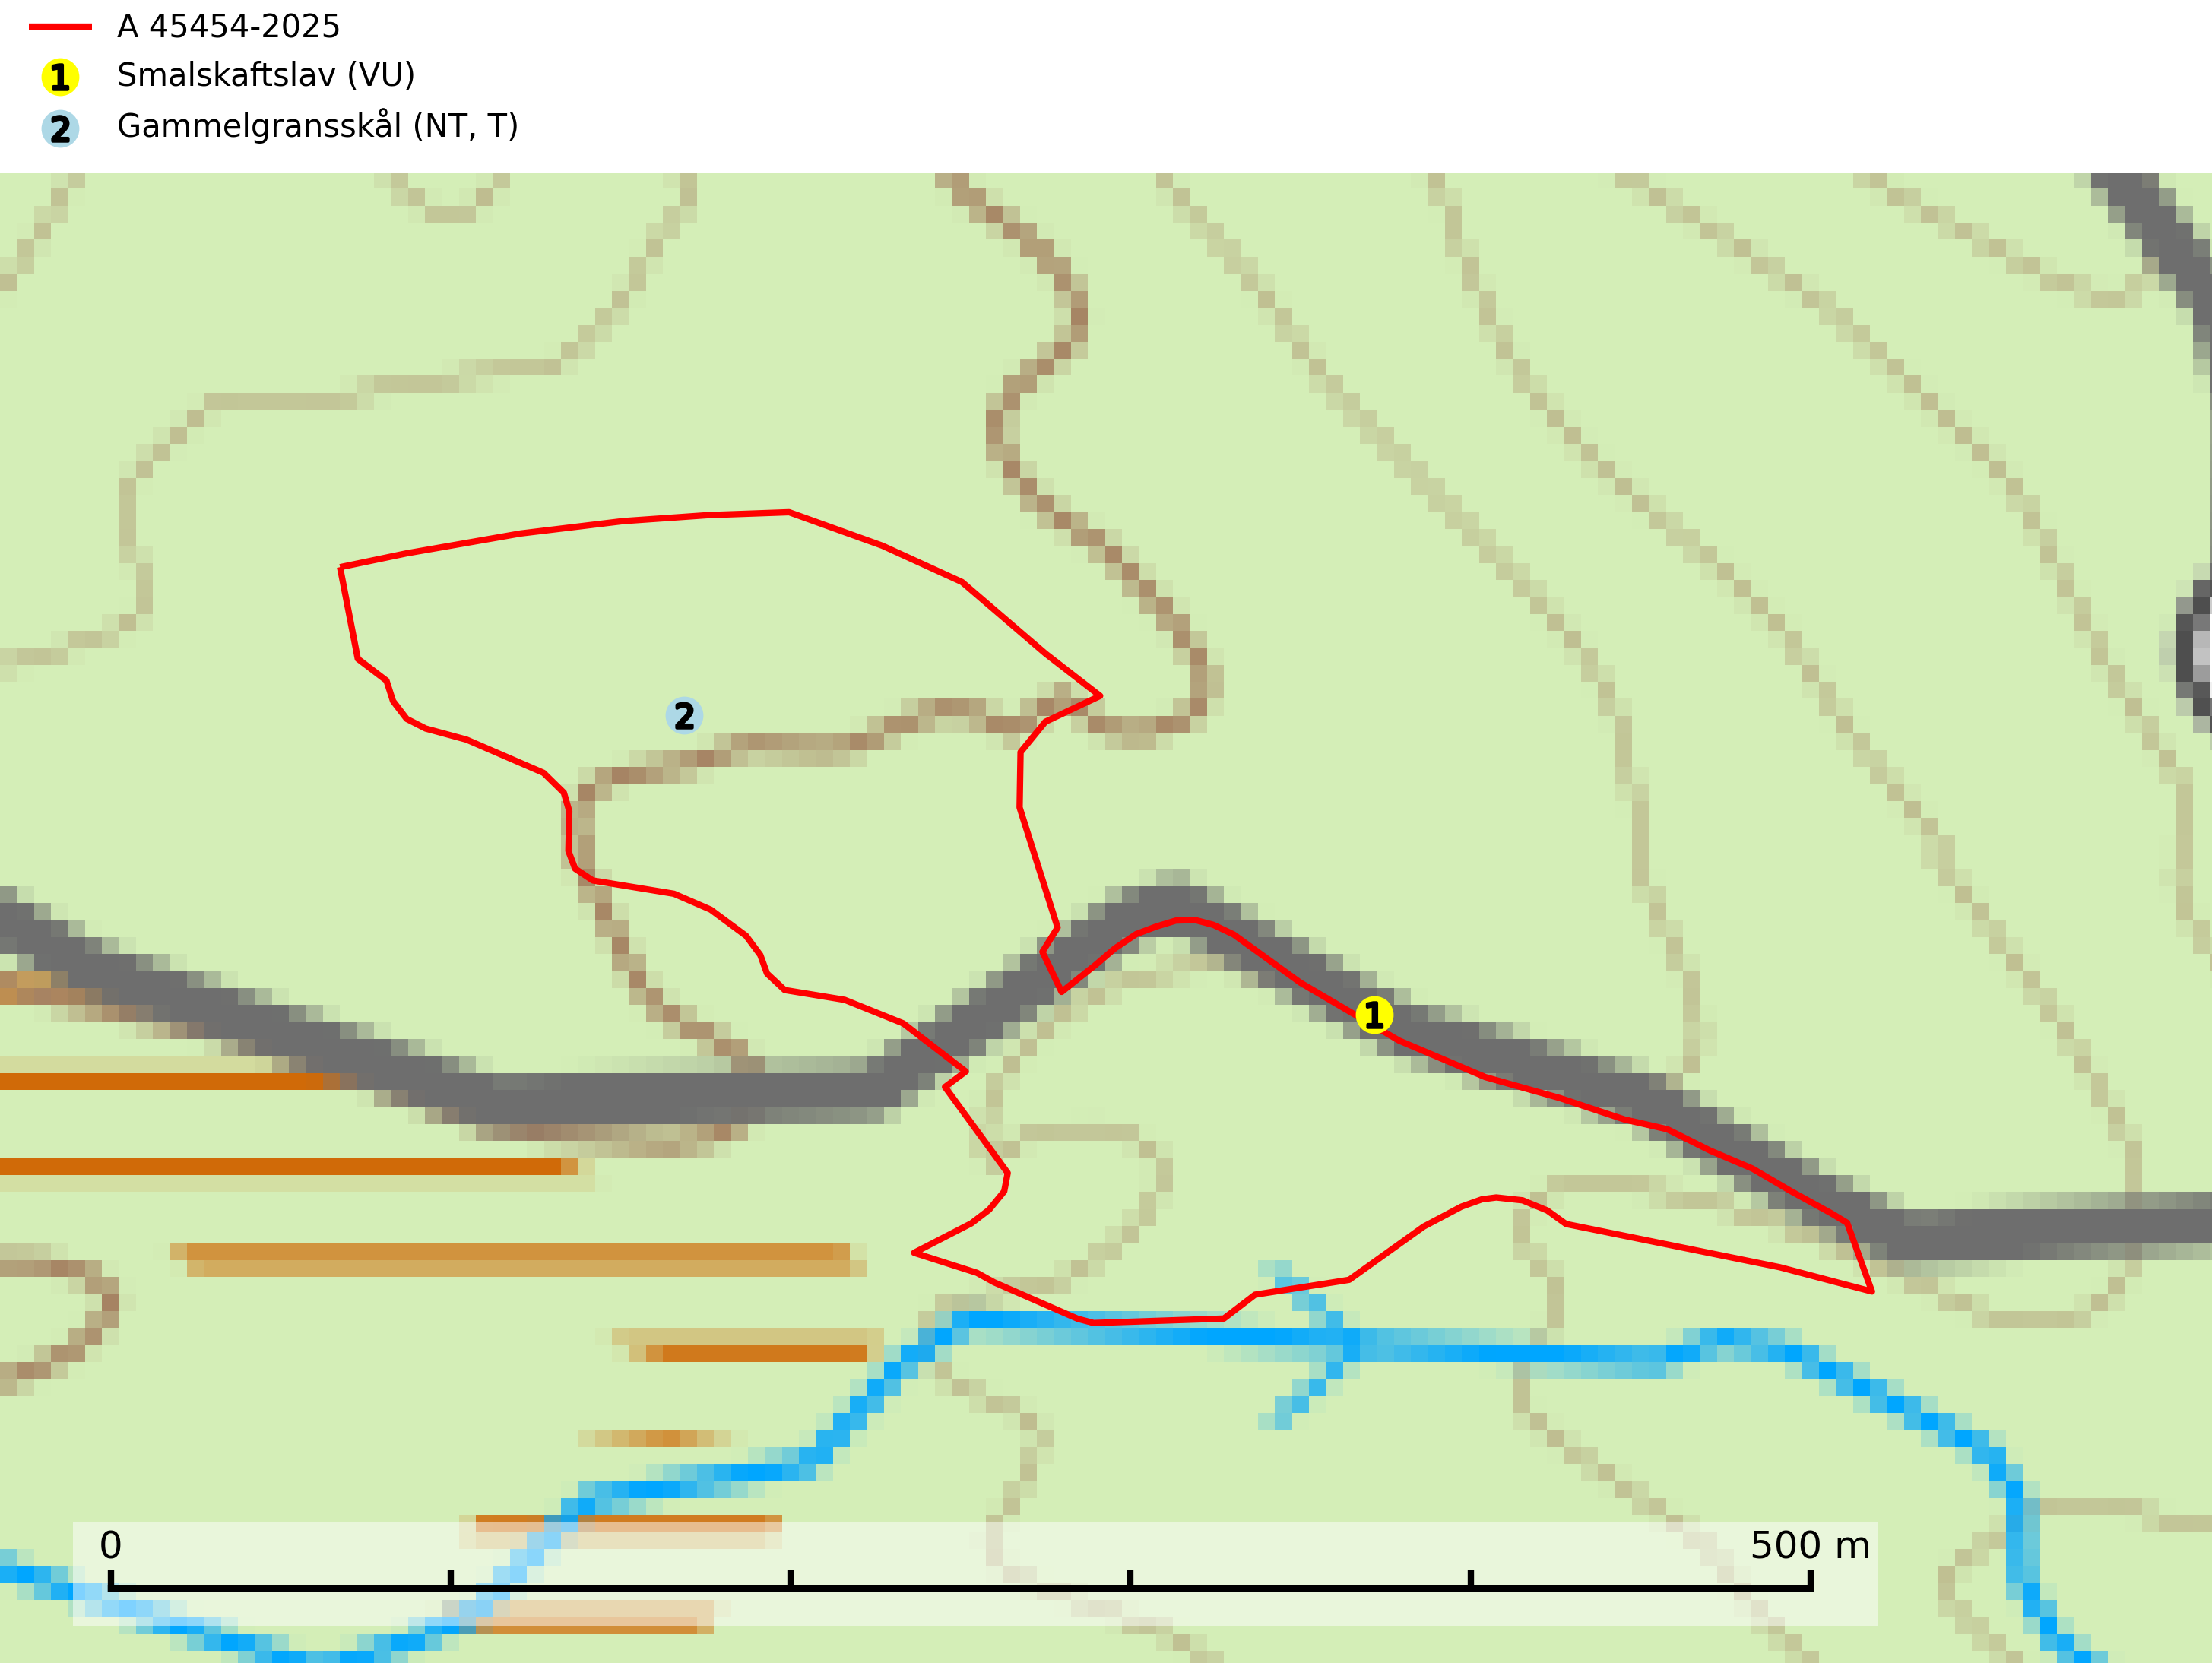 A 45454-2025
1 Smalskaftslav (VU)
2 Gammelgransskål (NT, T)
2
1
0 500 m